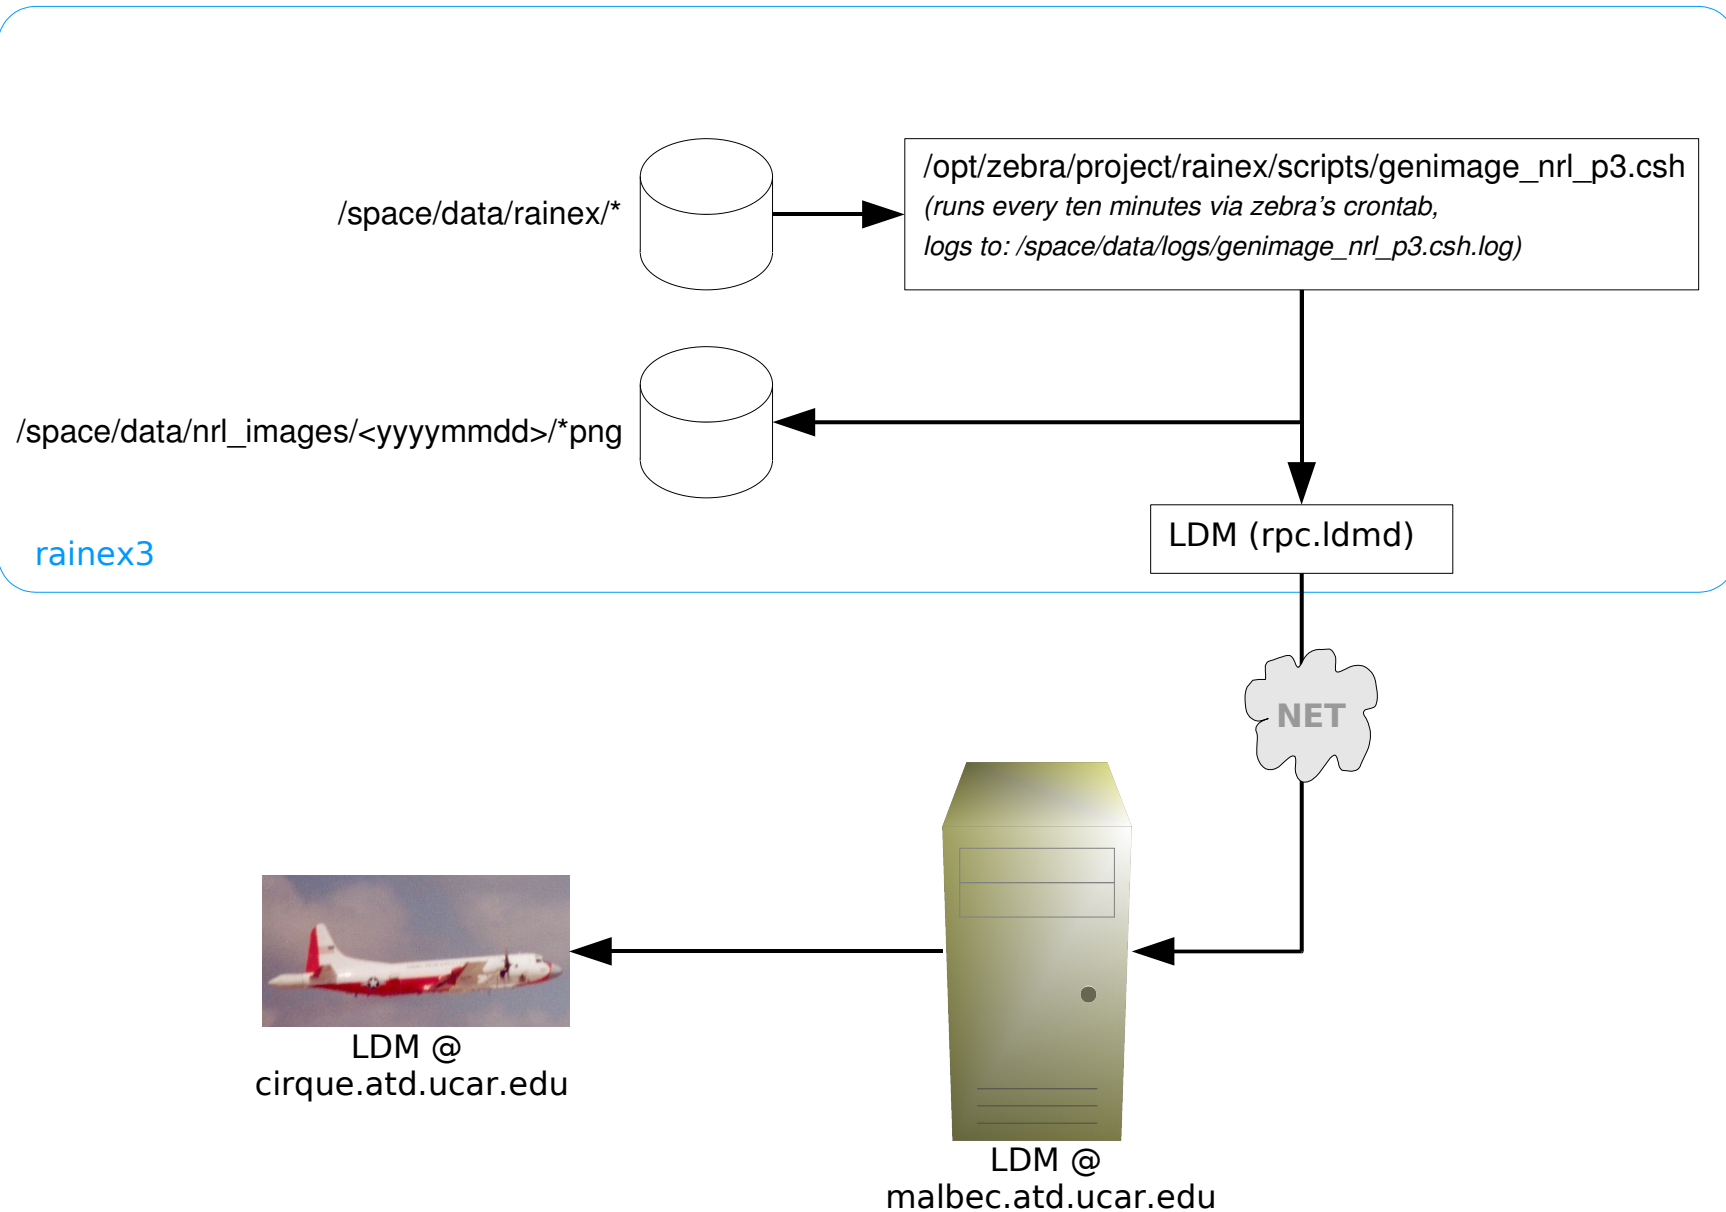 /space/data/rainex/*
/opt/zebra/project/rainex/scripts/genimage_nrl_p3.csh
(runs every ten minutes via zebra's crontab,
logs to: /space/data/logs/genimage_nrl_p3.csh.log)
/space/data/nrl_images/<yyyymmdd>/*png
LDM (rpc.ldmd)
rainex3
NET
LDM @
cirque.atd.ucar.edu
LDM @
malbec.atd.ucar.edu